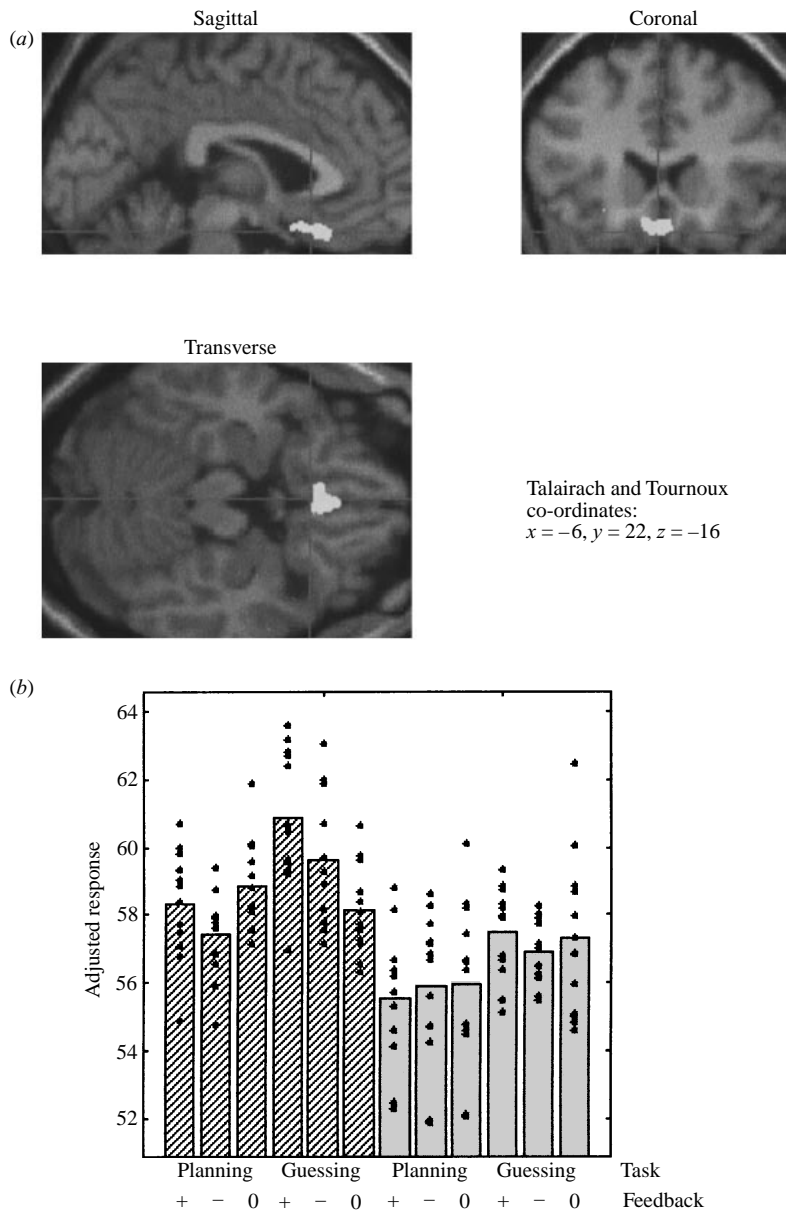 Sagittal Coronal
(a)
Transverse
Talairach and Tournoux
co-ordinates:
x = –6, y = 22, z = –16
(b)
64
62
60
58
56
54
52
Adjusted response
Planning Guessing Planning Guessing Task
+ – 0 + – 0 + – 0 + – 0 Feedback